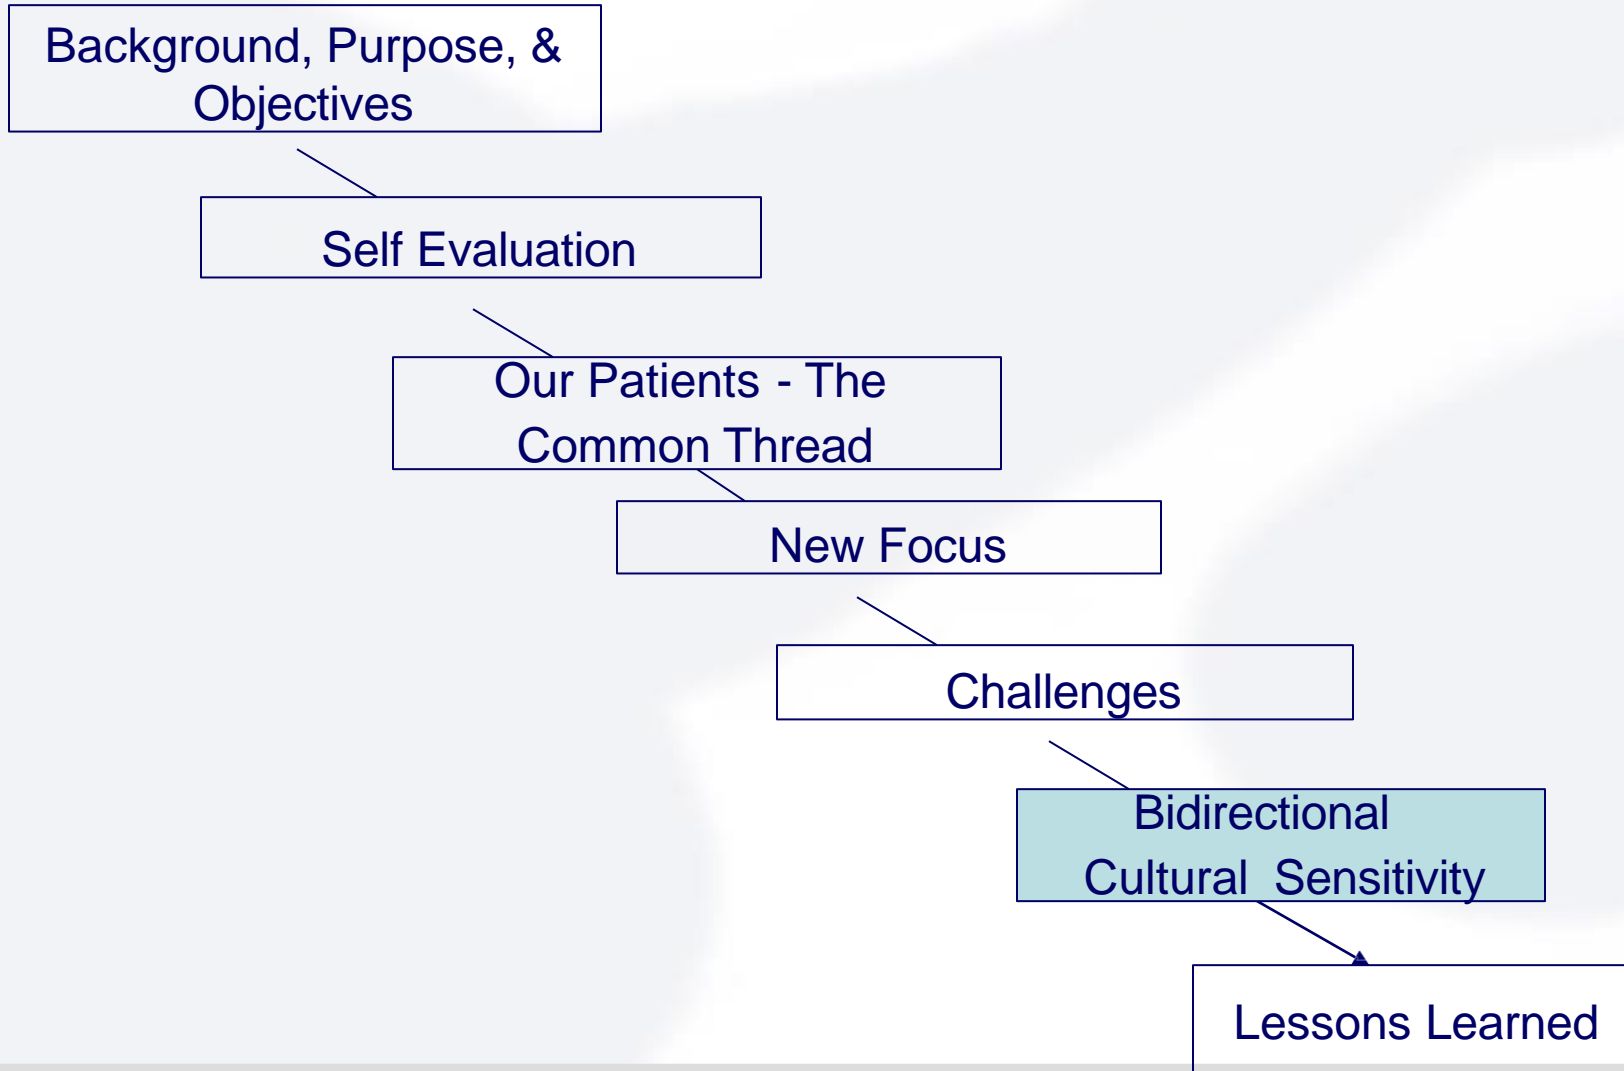 Background, Purpose, &
Objectives
Self Evaluation
Our Patients - The
Common Thread
New Focus
Challenges
Bidirectional
Cultural  Sensitivity
Lessons Learned